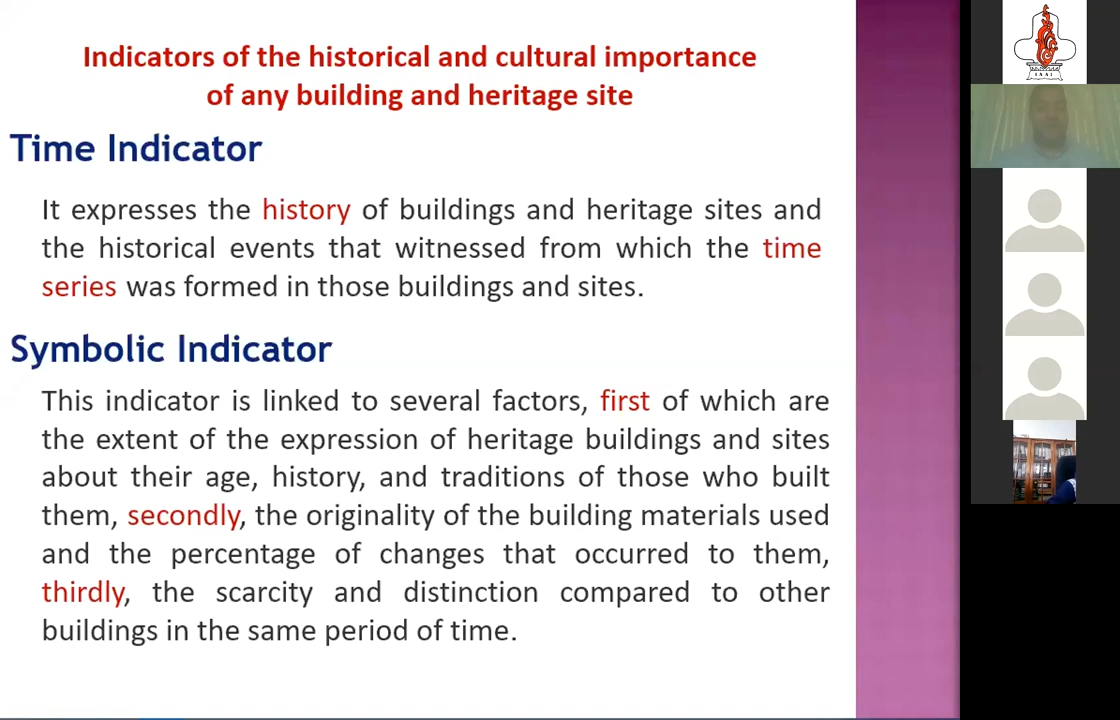 Indicators of the historical and cultural importance
of any building and heritage site
Time Indicator
It expresses the history of buildings and heritage sites and
the historical events that witnessed from which the time
series was formed in those buildings and sites.
Symbolic Indicator
This indicator is linked to several factors, first of which are
the extent of the expression of heritage buildings and sites
about their age, history, and traditions of those who built
them, secondly, the originality of the building materials used
and the percentage of changes that occurred to them,
thirdly, the scarcity and distinction compared to other
buildings in the same period of time.